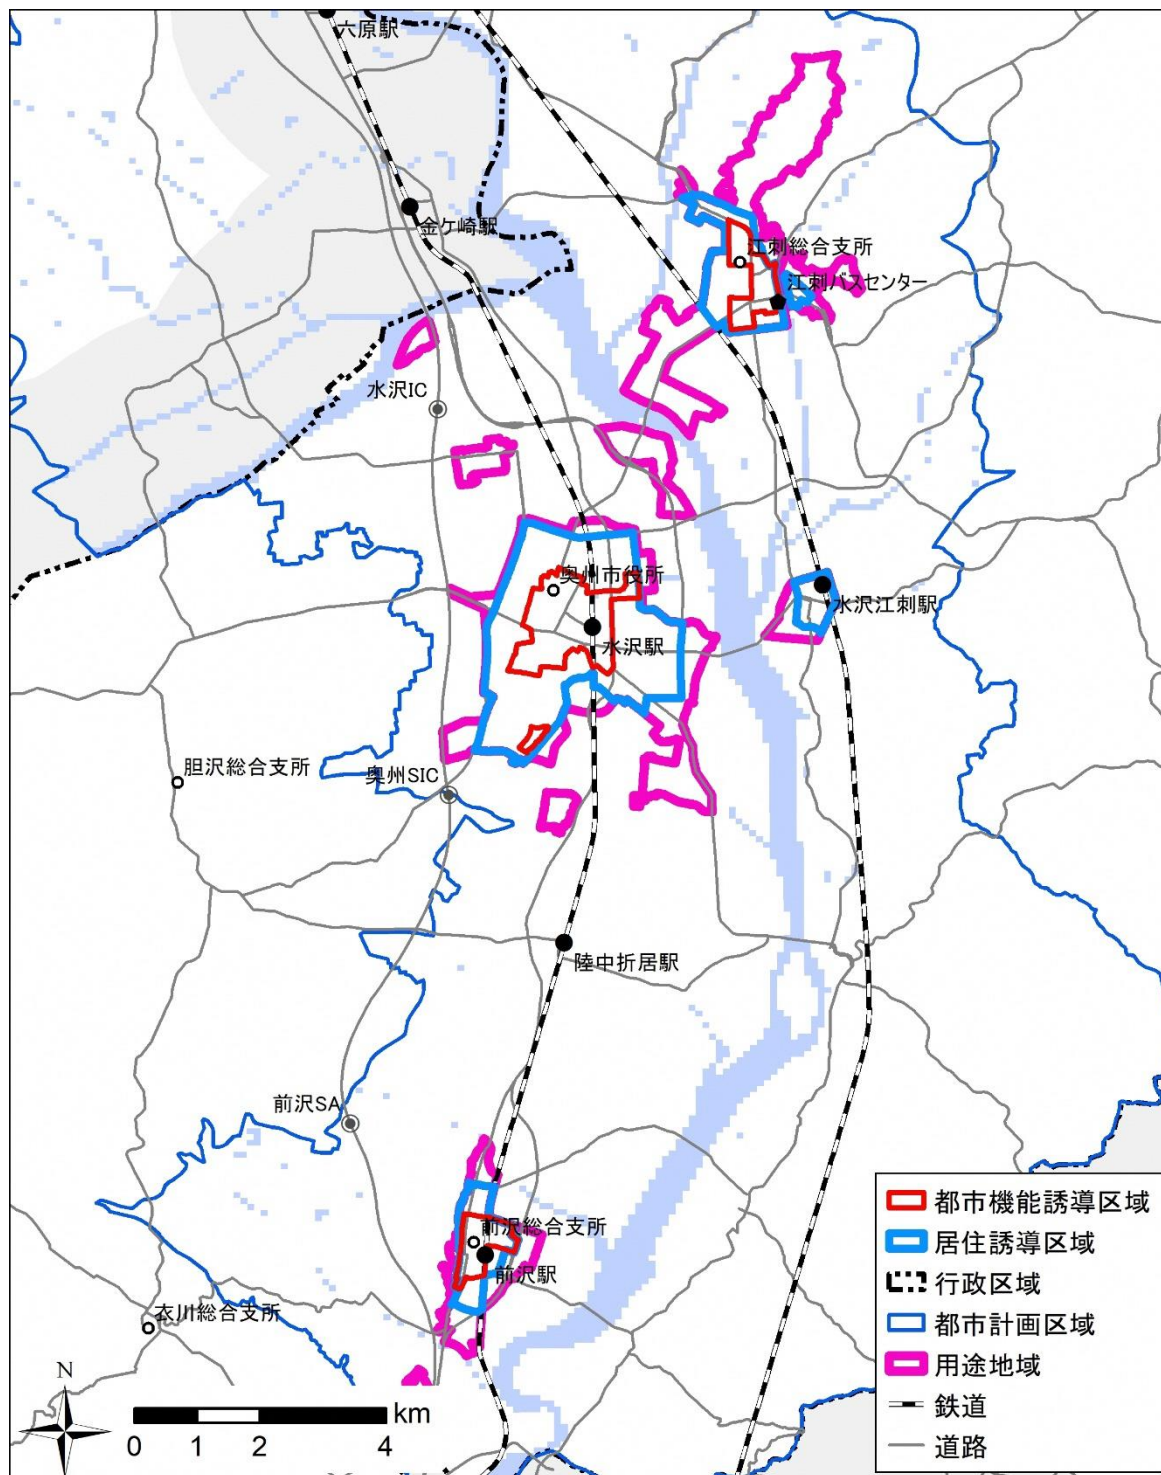 六原駅
金ケ崎駅
江刺総合支所
江刺バスセンター
水沢IC
奥州市役所
水沢江刺駅
水沢駅
胆沢総合支所
奥州SIC
陸中折居駅
前沢SA
前沢総合支所
前沢駅
衣川総合支所
都市機能誘導区域
居住誘導区域
行政区域
都市計画区域
用途地域
鉄道
道路
N
km
0 1 2 4